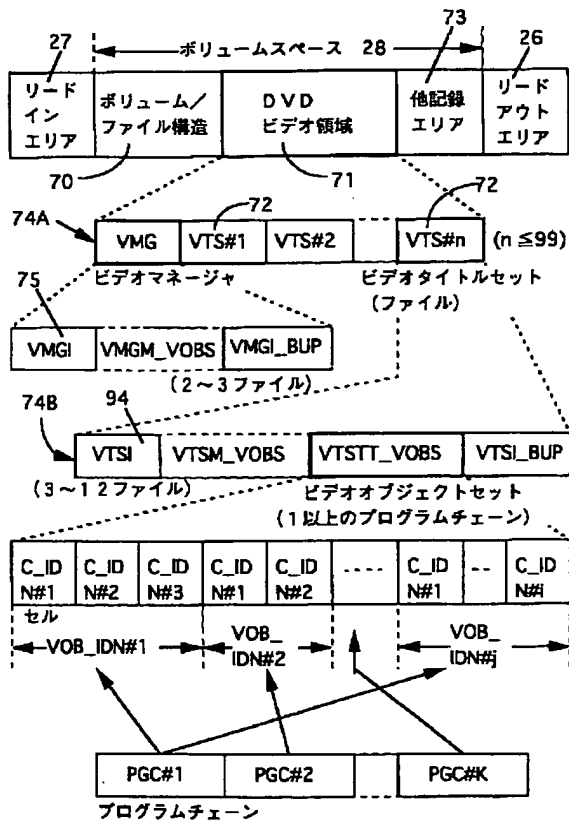 27
ボリュームスペース 28
73
26
リード
イン
エリア
ボリューム／
ファイル構造
DVD
ビデオ領域
他記録
エリア
リード
アウト
エリア
70
71
72
72
74A
VMG
VTS#1
VTS#2
VTS#n
(n≦99)
ビデオマネージャ
ビデオタイトルセット
(ファイル)
75
VMGI
VMGM_VOBS
VMGI_BUP
(2～3ファイル)
74B
94
VTSI
VTSM_VOBS
VTSTT_VOBS
VTSI_BUP
(3～12ファイル)
ビデオオブジェクトセット
(1以上のプログラムチェーン)
C_ID
N#1
C_ID
N#2
C_ID
N#3
C_ID
N#1
C_ID
N#2
C_ID
N#1
C_ID
N#i
セル
VOB_IDN#1
VOB_
IDN#2
VOB_
IDN#j
PGC#1
PGC#2
PGC#K
プログラムチェーン